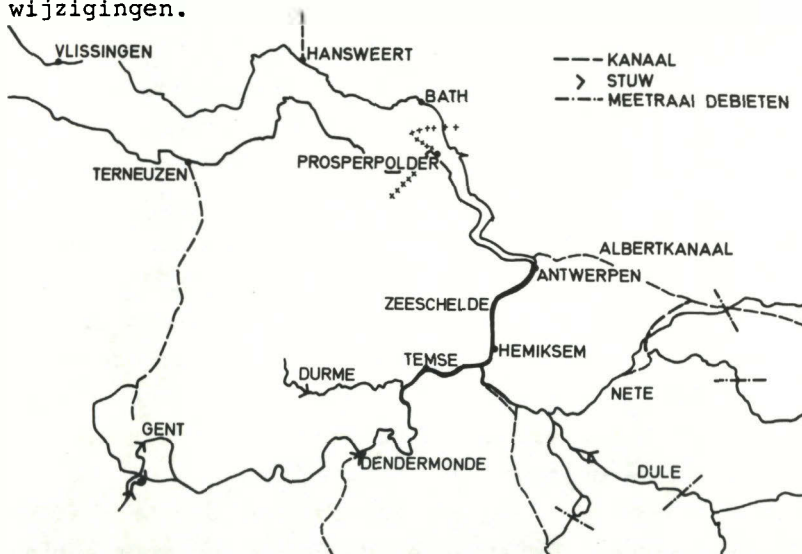 wijzigingen.
VLISSINGEN
HANSWEERT
KANAAL
STUW
MEETRAAI DEBIETEN
BATH
PROSPERPOLDER
TERNEUZEN
ALBERTKANAAL
ANTWERPEN
ZEESCHELDE
HEMIKSEM
TEMSE
DURME
NETE
GENT
DENDERMONDE
DULE